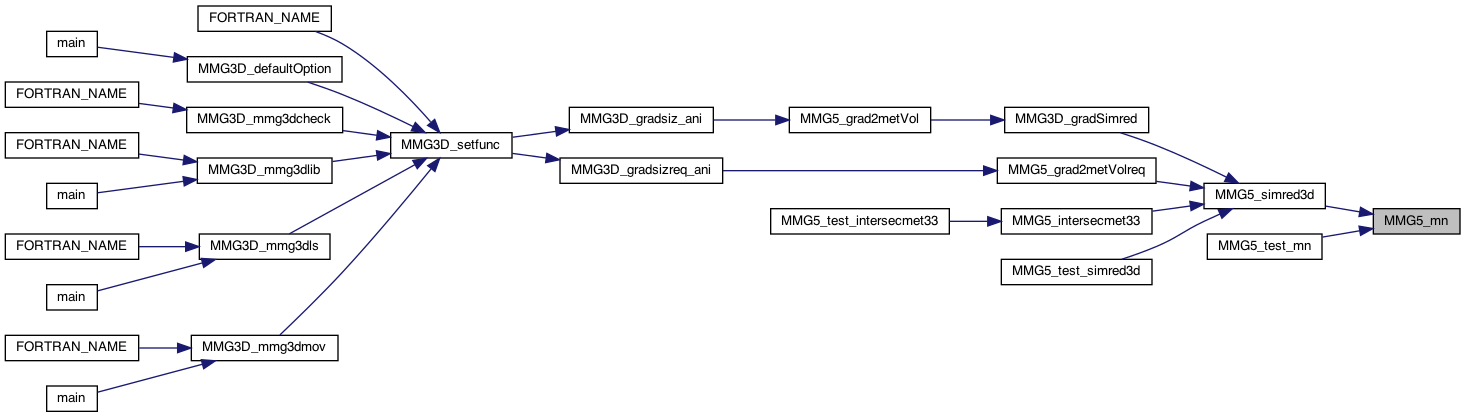 FORTRAN_NAME
main
MMG3D_defaultOption
FORTRAN_NAME
MMG3D_mmg3dcheck
FORTRAN_NAME
MMG3D_mmg3dlib
main
FORTRAN_NAME
MMG3D_mmg3dls
main
FORTRAN_NAME
MMG3D_mmg3dmov
main
MMG3D_setfunc
MMG3D_gradsiz_ani
MMG3D_gradsizreq_ani
MMG5_grad2metVol
MMG5_test_intersecmet33
MMG3D_gradSimred
MMG5_grad2metVolreq
MMG5_intersecmet33
MMG5_test_simred3d
MMG5_simred3d
MMG5_test_mn
MMG5_mn